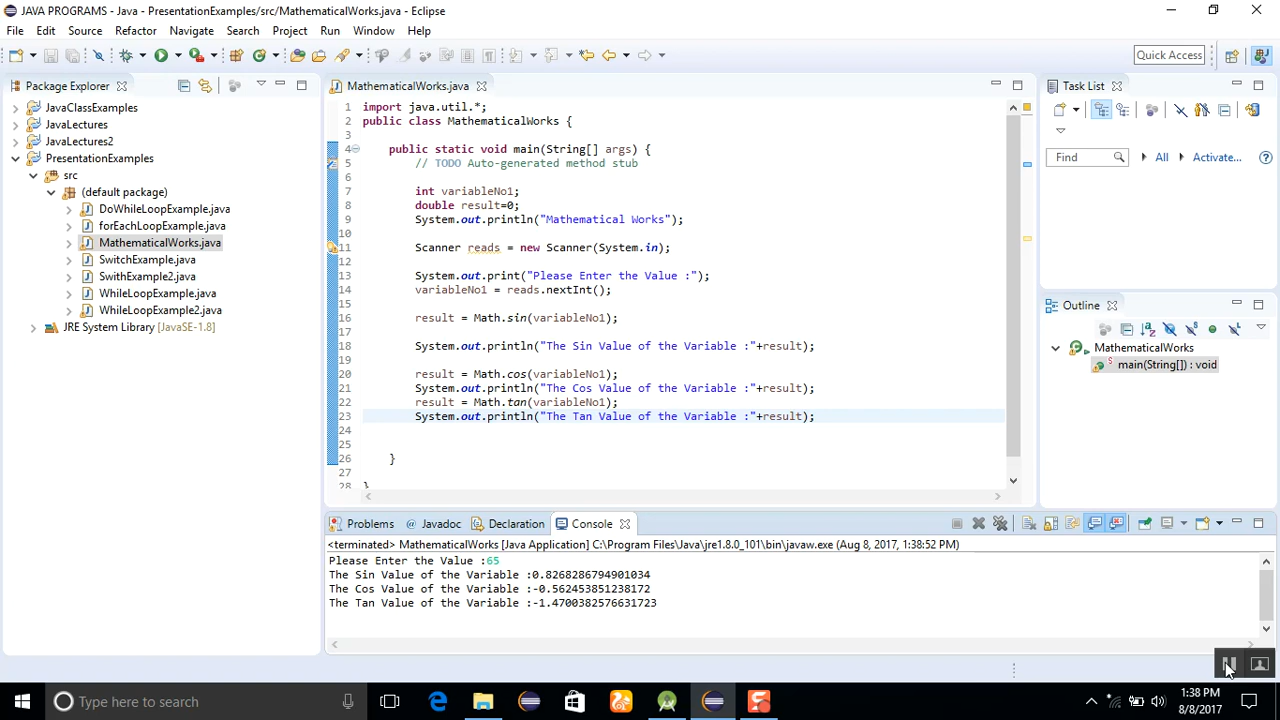 JAVA PROGRAMS - Java - PresentationExamples/src/MathematicalWorks.java - Eclipse
File Edit Source Refactor Navigate Search Project Run Window Help
Quick Access
Package Explorer
JavaClassExamples
JavaLectures
JavaLectures2
PresentationExamples
src
(default package)
DoWhileLoopExample.java
forEachLoopExample.java
MathematicalWorks.java
SwitchExample.java
SwithExample2.java
WhileLoopExample.java
WhileLoopExample2.java
JRE System Library [JavaSE-1.8]
MathematicalWorks.java
1 import java.util.*;
2 public class MathematicalWorks {
3
4 public static void main(String[] args) {
5 // TODO Auto-generated method stub
6
7 int variableNo1;
8 double result=0;
9 System.out.println("Mathematical Works");
10
11 Scanner reads = new Scanner(System.in);
12
13 System.out.print("Please Enter the Value :");
14 variableNo1 = reads.nextInt();
15
16 result = Math.sin(variableNo1);
17
18 System.out.println("The Sin Value of the Variable :"+result);
19
20 result = Math.cos(variableNo1);
21 System.out.println("The Cos Value of the Variable :"+result);
22 result = Math.tan(variableNo1);
23 System.out.println("The Tan Value of the Variable :"+result);
24
25
26 }
27
28 }
Task List
Find All Activate...
Outline
MathematicalWorks
main(String[]) : void
Problems @ Javadoc Declaration Console
<terminated> MathematicalWorks [Java Application] C:\Program Files\Java\jre1.8.0_101\bin\javaw.exe (Aug 8, 2017, 1:38:52 PM)
Please Enter the Value :65
The Sin Value of the Variable :0.8268286794901034
The Cos Value of the Variable :-0.562453851238172
The Tan Value of the Variable :-1.4700382576631723
Type here to search
1:38 PM
8/8/2017